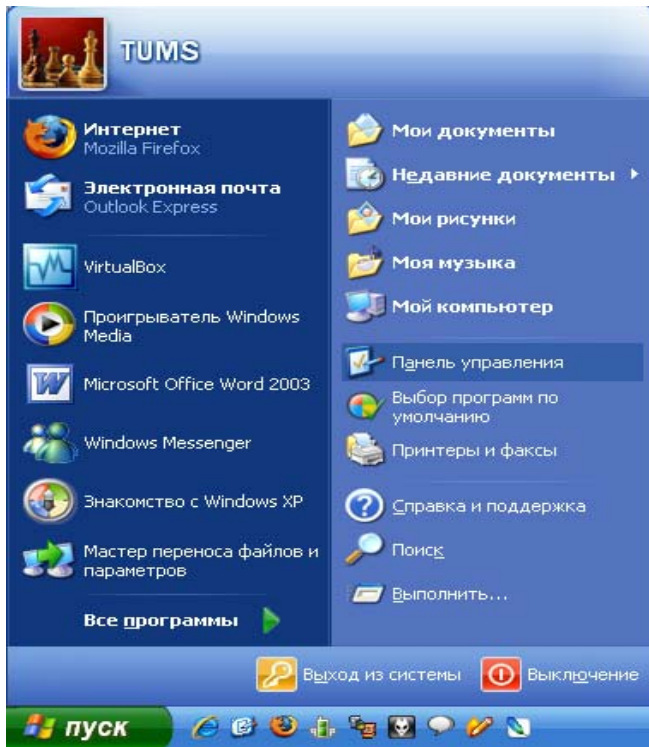 TUMS
Интернет
Mozilla Firefox
Электронная почта
Outlook Express
VirtualBox
Проигрыватель Windows
Media
Microsoft Office Word 2003
Windows Messenger
Знакомство с Windows XP
Мастер переноса файлов и
параметров
Все программы
Мои документы
Недавние документы
Мои рисунки
Моя музыка
Мой компьютер
Панель управления
Выбор программ по
умолчанию
Принтеры и факсы
Справка и поддержка
Поиск
Выполнить...
Выход из системы
Выключение
пуск